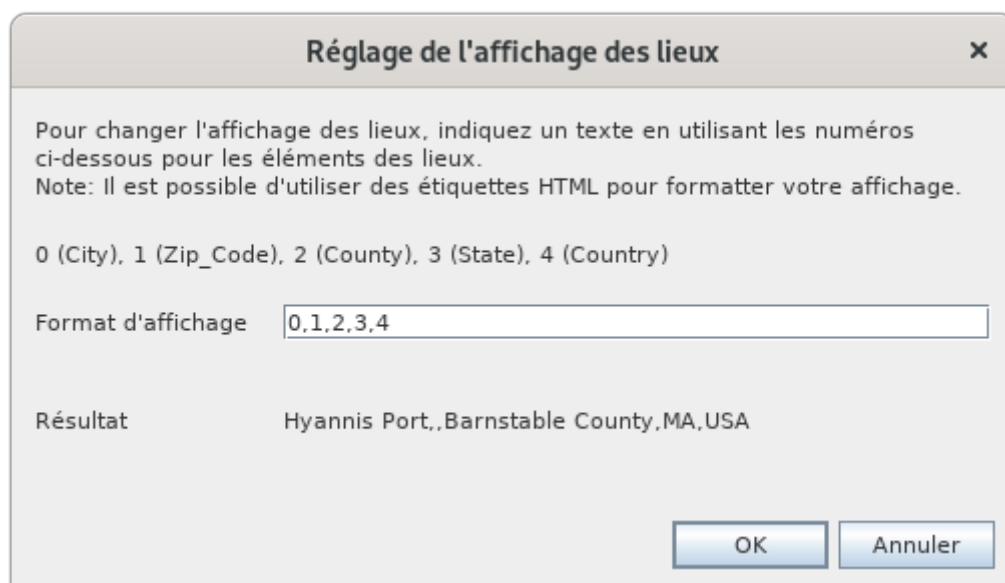 Réglage de l'affichage des lieux ×
Pour changer l'affichage des lieux, indiquez un texte en utilisant les numéros
ci-dessous pour les éléments des lieux.
Note: Il est possible d'utiliser des étiquettes HTML pour formatter votre affichage.
0 (City), 1 (Zip_Code), 2 (County), 3 (State), 4 (Country)
Format d'affichage 0,1,2,3,4
Résultat Hyannis Port,,Barnstable County,MA,USA
OK Annuler